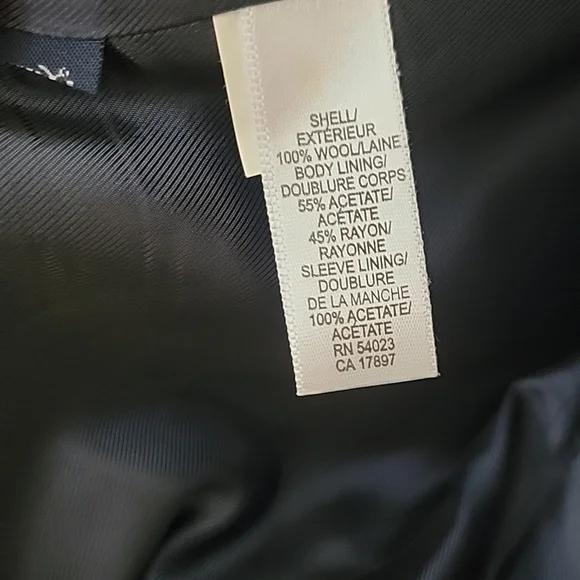 SHELL/
EXTÉRIEUR
100% WOOL/LAINE
BODY LINING/
DOUBLURE CORPS
55% ACETATE/
ACÉTATE
45% RAYON/
RAYONNE
SLEEVE LINING/
DOUBLURE
DE LA MANCHE
100% ACETATE/
ACÉTATE
RN 54023
CA 17897